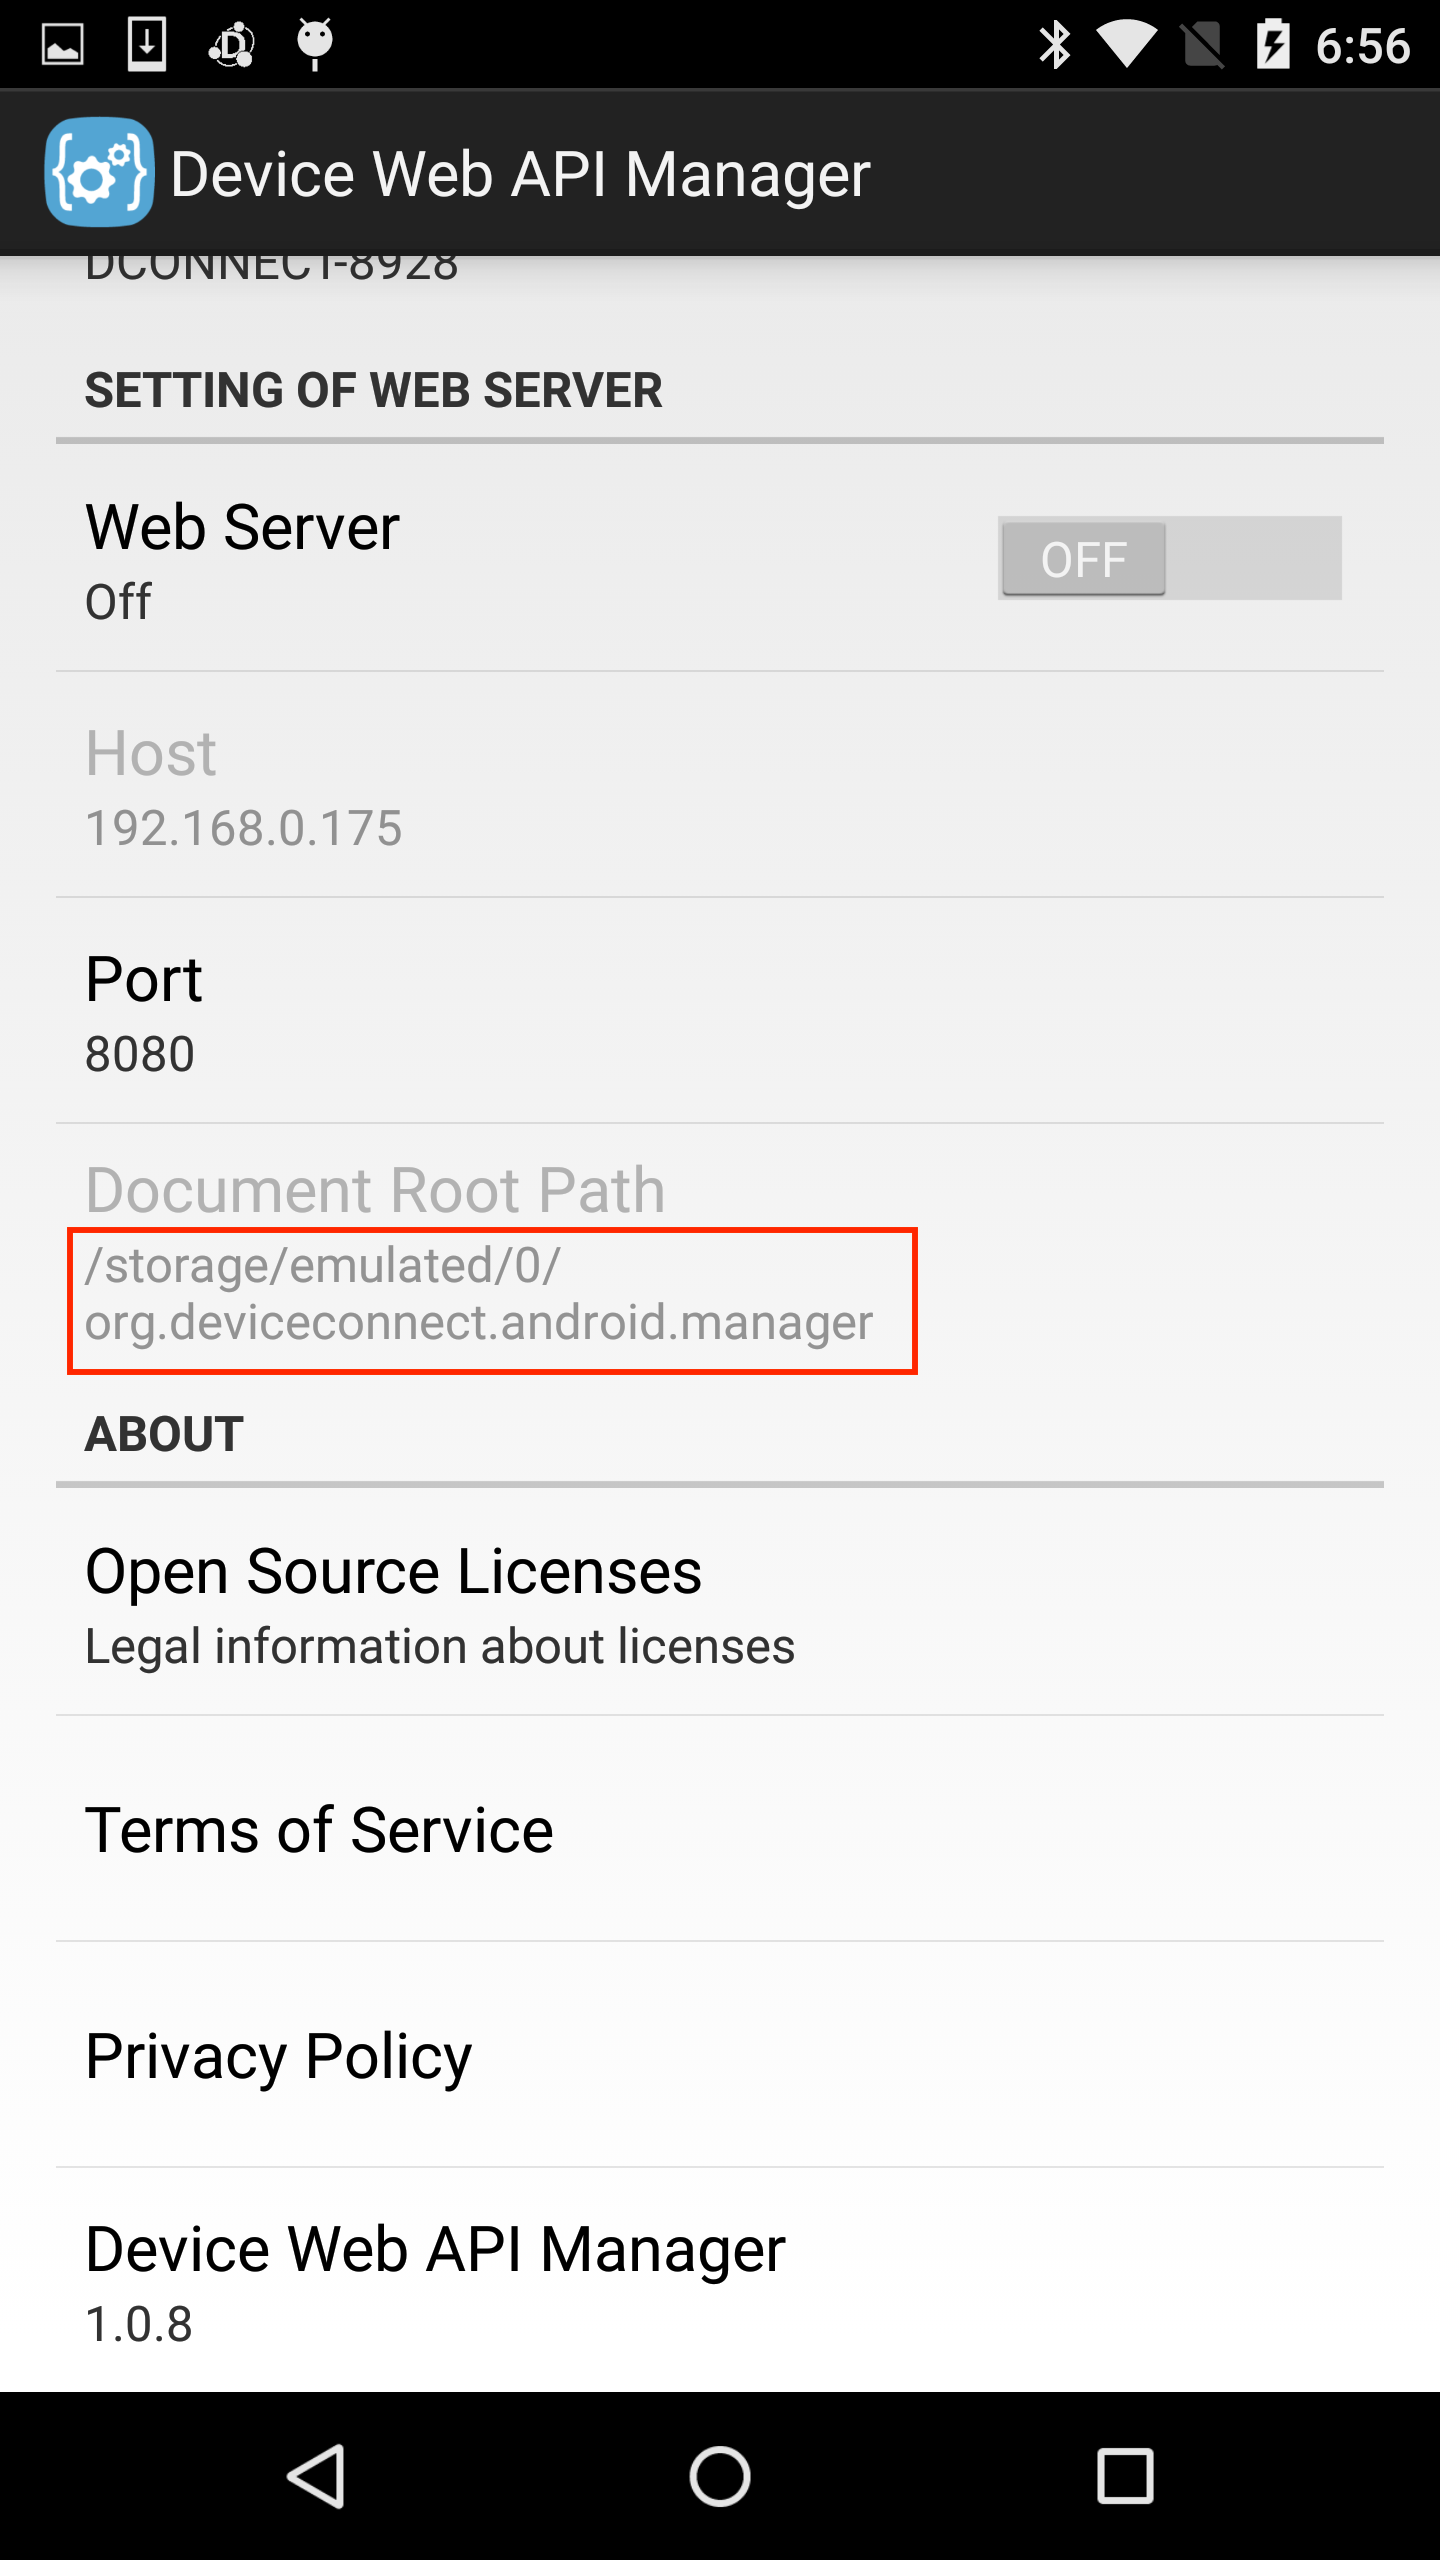 6:56
Device Web API Manager
DCONNECT-8928
SETTING OF WEB SERVER
Web Server
OFF
Off
Host
192.168.0.175
Port
8080
Document Root Path
/storage/emulated/0/
org.deviceconnect.android.manager
ABOUT
Open Source Licenses
Legal information about licenses
Terms of Service
Privacy Policy
Device Web API Manager
1.0.8